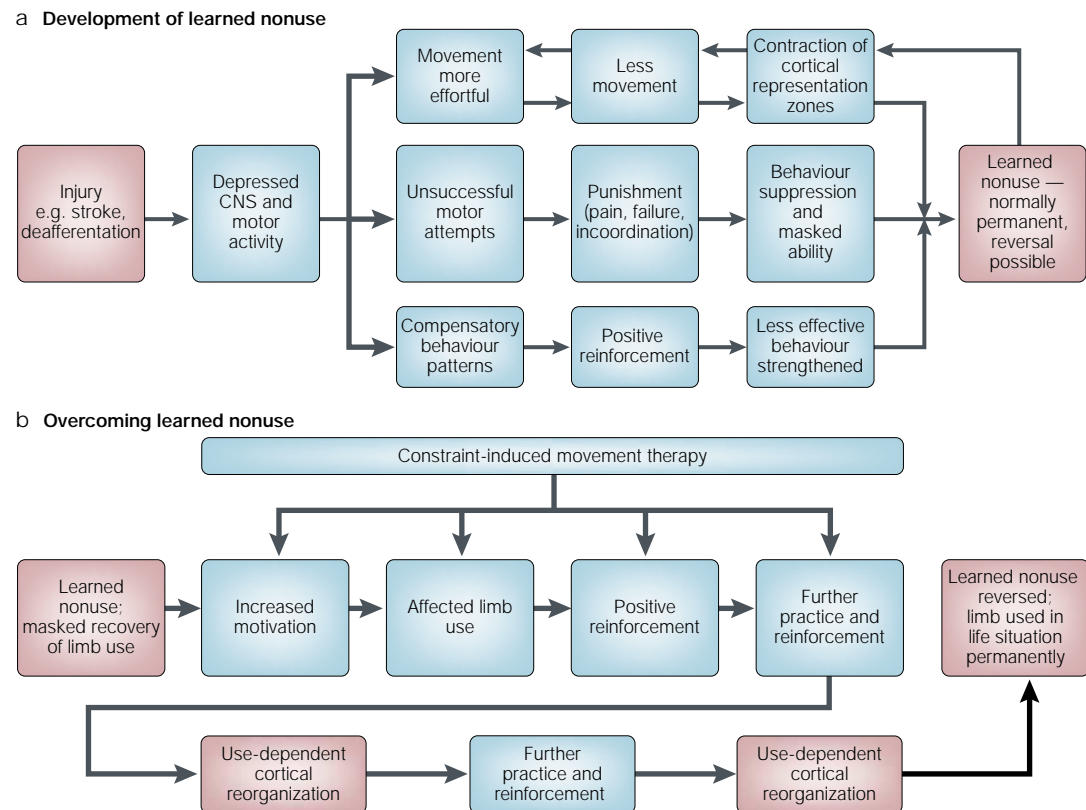 a Development of learned nonuse
Movement
more
effortful
Less
movement
Contraction of
cortical
representation
zones
Injury
e.g. stroke,
deafferentation
Depressed
CNS and
motor
activity
Unsuccessful
motor
attempts
Punishment
(pain, failure,
incoordination)
Behaviour
suppression
and
masked
ability
Learned
nonuse —
normally
permanent,
reversal
possible
Compensatory
behaviour
patterns
Positive
reinforcement
Less effective
behaviour
strengthened
b Overcoming learned nonuse
Constraint-induced movement therapy
Learned
nonuse;
masked recovery
of limb use
Increased
motivation
Affected limb
use
Positive
reinforcement
Further
practice and
reinforcement
Learned nonuse
reversed;
limb used in
life situation
permanently
Use-dependent
cortical
reorganization
Further
practice and
reinforcement
Use-dependent
cortical
reorganization